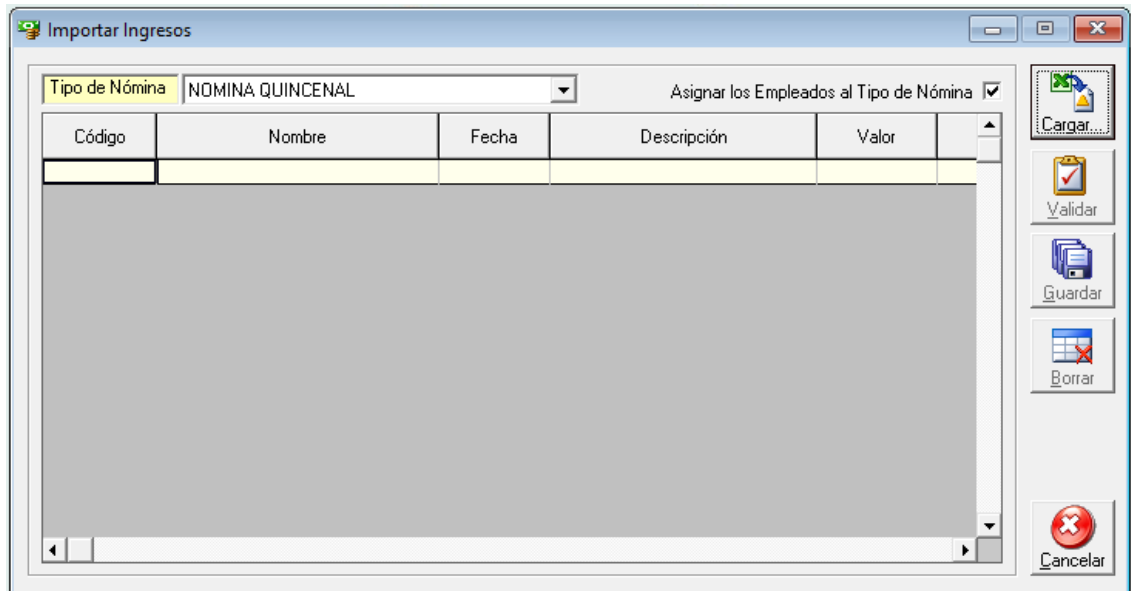 Importar Ingresos
Tipo de Nómina NOMINA QUINCENAL Asignar los Empleados al Tipo de Nómina
Código Nombre Fecha Descripción Valor
Cargar...
Validar
Guardar
Borrar
Cancelar